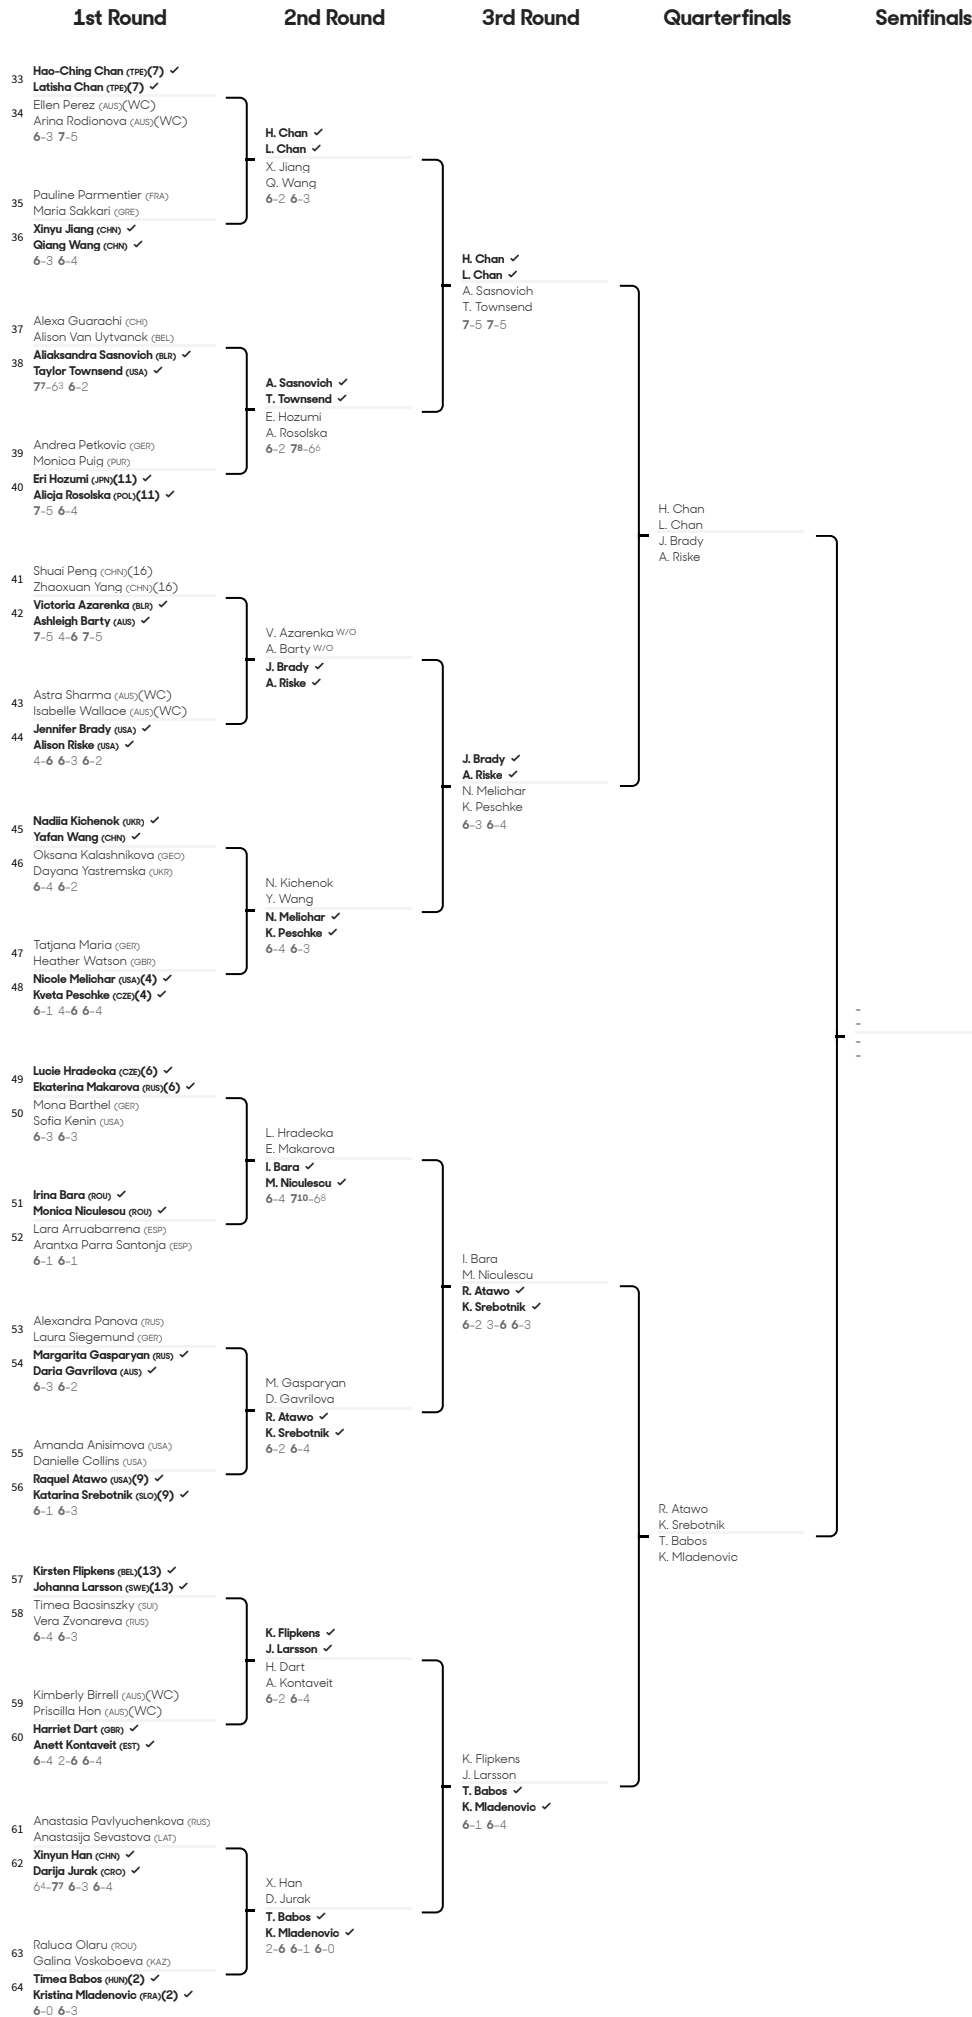 1st Round
2nd Round
3rd Round
Quarterfinals
Semifinals
33
Hao-Ching Chan (TPE)(7) ✓
Latisha Chan (TPE)(7) ✓
34
Ellen Perez (AUS)(WC)
Arina Rodionova (AUS)(WC)
6-3 7-5
35
Pauline Parmentier (FRA)
Maria Sakkari (GRE)
36
Xinyu Jiang (CHN) ✓
Qiang Wang (CHN) ✓
6-3 6-4
37
Alexa Guarachi (CHI)
Alison Van Uytvanck (BEL)
38
Aliaksandra Sasnovich (BLR) ✓
Taylor Townsend (USA) ✓
7⁷-6³ 6-2
39
Andrea Petkovic (GER)
Monica Puig (PUR)
40
Eri Hozumi (JPN)(11) ✓
Alicja Rosolska (POL)(11) ✓
7-5 6-4
41
Shuai Peng (CHN)(16)
Zhaoxuan Yang (CHN)(16)
42
Victoria Azarenka (BLR) ✓
Ashleigh Barty (AUS) ✓
7-5 4-6 7-5
43
Astra Sharma (AUS)(WC)
Isabelle Wallace (AUS)(WC)
44
Jennifer Brady (USA) ✓
Alison Riske (USA) ✓
4-6 6-3 6-2
45
Nadiia Kichenok (UKR) ✓
Yafan Wang (CHN) ✓
46
Oksana Kalashnikova (GEO)
Dayana Yastremska (UKR)
6-4 6-2
47
Tatjana Maria (GER)
Heather Watson (GBR)
48
Nicole Melichar (USA)(4) ✓
Kveta Peschke (CZE)(4) ✓
6-1 4-6 6-4
49
Lucie Hradecka (CZE)(6) ✓
Ekaterina Makarova (RUS)(6) ✓
50
Mona Barthel (GER)
Sofia Kenin (USA)
6-3 6-3
51
Irina Bara (ROU) ✓
Monica Niculescu (ROU) ✓
52
Lara Arruabarrena (ESP)
Arantxa Parra Santonja (ESP)
6-1 6-1
53
Alexandra Panova (RUS)
Laura Siegemund (GER)
54
Margarita Gasparyan (RUS) ✓
Daria Gavrilova (AUS) ✓
6-3 6-2
55
Amanda Anisimova (USA)
Danielle Collins (USA)
56
Raquel Atawo (USA)(9) ✓
Katarina Srebotnik (SLO)(9) ✓
6-1 6-3
57
Kirsten Flipkens (BEL)(13) ✓
Johanna Larsson (SWE)(13) ✓
58
Timea Bacsinszky (SUI)
Vera Zvonareva (RUS)
6-4 6-3
59
Kimberly Birrell (AUS)(WC)
Priscilla Hon (AUS)(WC)
60
Harriet Dart (GBR) ✓
Anett Kontaveit (EST) ✓
6-4 2-6 6-4
61
Anastasia Pavlyuchenkova (RUS)
Anastasija Sevastova (LAT)
62
Xinyun Han (CHN) ✓
Darija Jurak (CRO) ✓
6⁴-7⁷ 6-3 6-4
63
Raluca Olaru (ROU)
Galina Voskoboeva (KAZ)
64
Timea Babos (HUN)(2) ✓
Kristina Mladenovic (FRA)(2) ✓
6-0 6-3
H. Chan ✓
L. Chan ✓
X. Jiang
Q. Wang
6-2 6-3
A. Sasnovich ✓
T. Townsend ✓
E. Hozumi
A. Rosolska
6-2 7⁸-6⁶
V. Azarenka W/O
A. Barty W/O
J. Brady ✓
A. Riske ✓
N. Kichenok
Y. Wang
N. Melichar ✓
K. Peschke ✓
6-4 6-3
L. Hradecka
E. Makarova
I. Bara ✓
M. Niculescu ✓
6-4 7¹⁰-6⁸
M. Gasparyan
D. Gavrilova
R. Atawo ✓
K. Srebotnik ✓
6-2 6-4
K. Flipkens ✓
J. Larsson ✓
H. Dart
A. Kontaveit
6-2 6-4
X. Han
D. Jurak
T. Babos ✓
K. Mladenovic ✓
2-6 6-1 6-0
H. Chan ✓
L. Chan ✓
A. Sasnovich
T. Townsend
7-5 7-5
J. Brady ✓
A. Riske ✓
N. Melichar
K. Peschke
6-3 6-4
I. Bara
M. Niculescu
R. Atawo ✓
K. Srebotnik ✓
6-2 3-6 6-3
K. Flipkens
J. Larsson
T. Babos ✓
K. Mladenovic ✓
6-1 6-4
H. Chan
L. Chan
J. Brady
A. Riske
R. Atawo
K. Srebotnik
T. Babos
K. Mladenovic
-
-
-
-